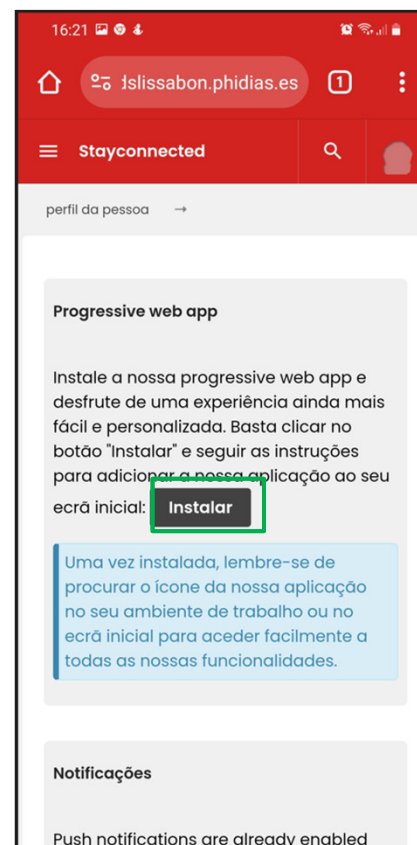 16:21
dslissabon.phidias.es
1
Stayconnected
perfil da pessoa →
Progressive web app
Instale a nossa progressive web app e
desfrute de uma experiência ainda mais
fácil e personalizada. Basta clicar no
botão "Instalar" e seguir as instruções
para adicionar a nossa aplicação ao seu
ecrã inicial: Instalar
Uma vez instalada, lembre-se de
procurar o ícone da nossa aplicação
no seu ambiente de trabalho ou no
ecrã inicial para aceder facilmente a
todas as nossas funcionalidades.
Notificações
Push notifications are already enabled